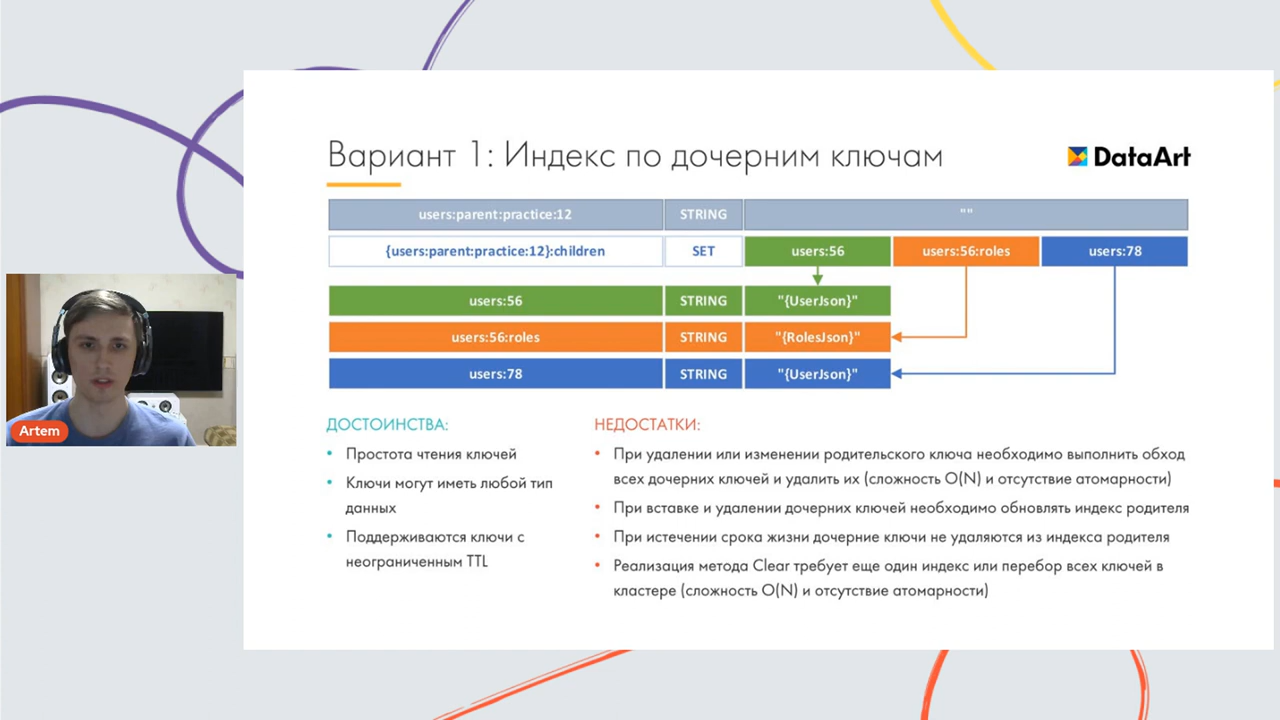 Вариант 1: Индекс по дочерним ключам
DataArt
users:parent:practice:12 STRING ""
{users:parent:practice:12}:children SET users:56 users:56:roles users:78
users:56 STRING "{UserJson}"
users:56:roles STRING "{RolesJson}"
users:78 STRING "{UserJson}"
Artem
ДОСТОИНСТВА:
• Простота чтения ключей
• Ключи могут иметь любой тип
данных
• Поддерживаются ключи с
неограниченным TTL
НЕДОСТАТКИ:
• При удалении или изменении родительского ключа необходимо выполнить обход
всех дочерних ключей и удалить их (сложность O(N) и отсутствие атомарности)
• При вставке и удалении дочерних ключей необходимо обновлять индекс родителя
• При истечении срока жизни дочерние ключи не удаляются из индекса родителя
• Реализация метода Clear требует еще один индекс или перебор всех ключей в
кластере (сложность O(N) и отсутствие атомарности)